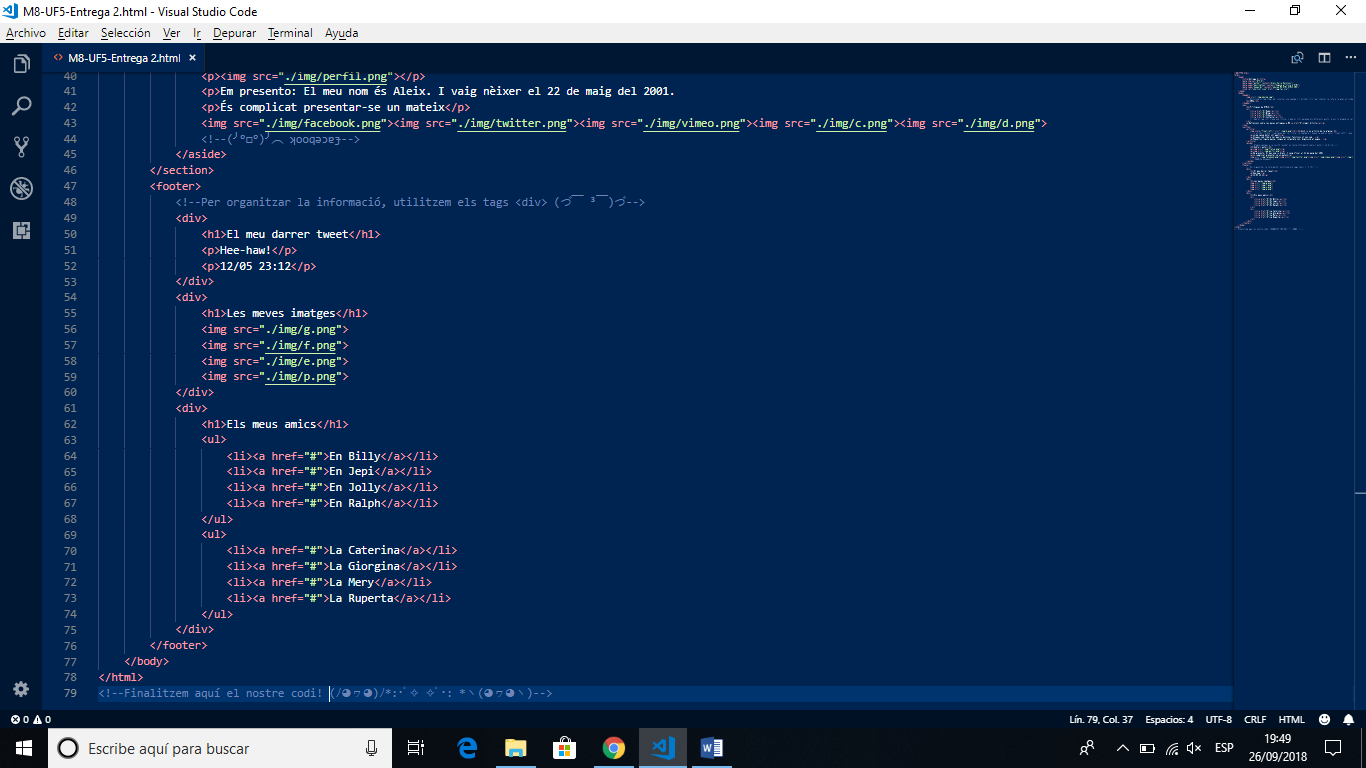 M8-UF5-Entrega 2.html - Visual Studio Code
Archivo Editar Selección Ver Ir Depurar Terminal Ayuda
<> M8-UF5-Entrega 2.html ×
40 <p><img src="./img/perfil.png"></p>
41 <p>Em presento: El meu nom és Aleix. I vaig nèixer el 22 de maig del 2001.
42 <p>És complicat presentar-se un mateix</p>
43 <img src="./img/facebook.png"><img src="./img/twitter.png"><img src="./img/vimeo.png"><img src="./img/c.png"><img src="./img/d.png">
44 <!--(╯°□°)╯︵ ʞooqǝɔɐɟ-->
45 </aside>
46 </section>
47 <footer>
48 <!--Per organitzar la informació, utilitzem els tags <div> (づ￣ ³￣)づ-->
49 <div>
50 <h1>El meu darrer tweet</h1>
51 <p>Hee-haw!</p>
52 <p>12/05 23:12</p>
53 </div>
54 <div>
55 <h1>Les meves imatges</h1>
56 <img src="./img/g.png">
57 <img src="./img/f.png">
58 <img src="./img/e.png">
59 <img src="./img/p.png">
60 </div>
61 <div>
62 <h1>Els meus amics</h1>
63 <ul>
64 <li><a href="#">En Billy</a></li>
65 <li><a href="#">En Jepi</a></li>
66 <li><a href="#">En Jolly</a></li>
67 <li><a href="#">En Ralph</a></li>
68 </ul>
69 <ul>
70 <li><a href="#">La Caterina</a></li>
71 <li><a href="#">La Giorgina</a></li>
72 <li><a href="#">La Mery</a></li>
73 <li><a href="#">La Ruperta</a></li>
74 </ul>
75 </div>
76 </footer>
77 </body>
78 </html>
79 <!--Finalitzem aquí el nostre codi! (/◕ヮ◕)/*:･ﾟ✧ ✧ﾟ･: *ヽ(◕ヮ◕ヽ)-->
0 0 Lín. 79, Col. 37 Espacios: 4 UTF-8 CRLF HTML
Escribe aquí para buscar
ESP
19:49
26/09/2018